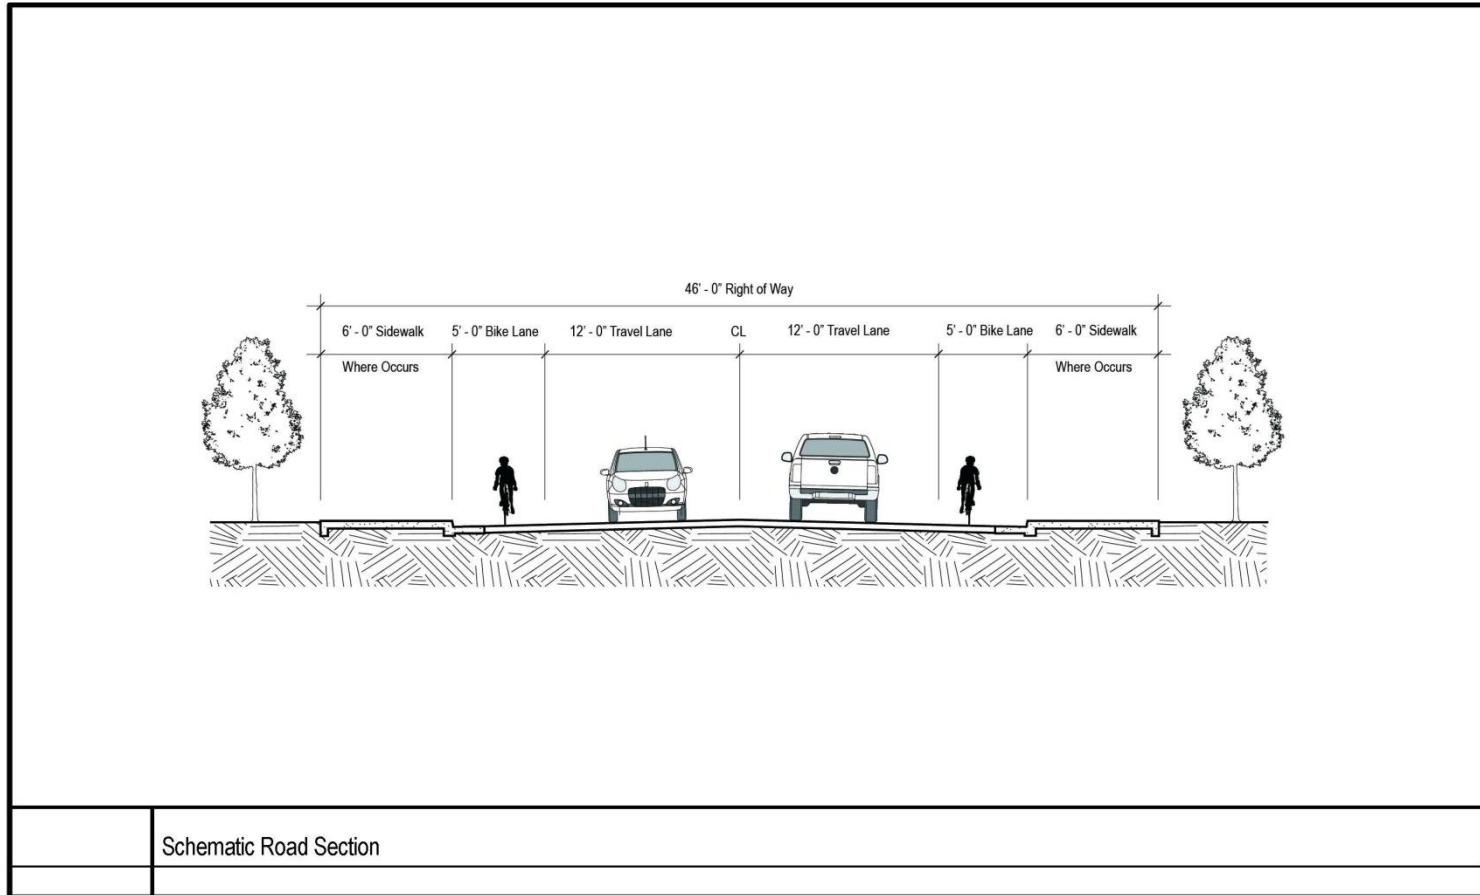 46' - 0" Right of Way
6' - 0" Sidewalk 5' - 0" Bike Lane 12' - 0" Travel Lane CL 12' - 0" Travel Lane 5' - 0" Bike Lane 6' - 0" Sidewalk
Where Occurs Where Occurs
Schematic Road Section